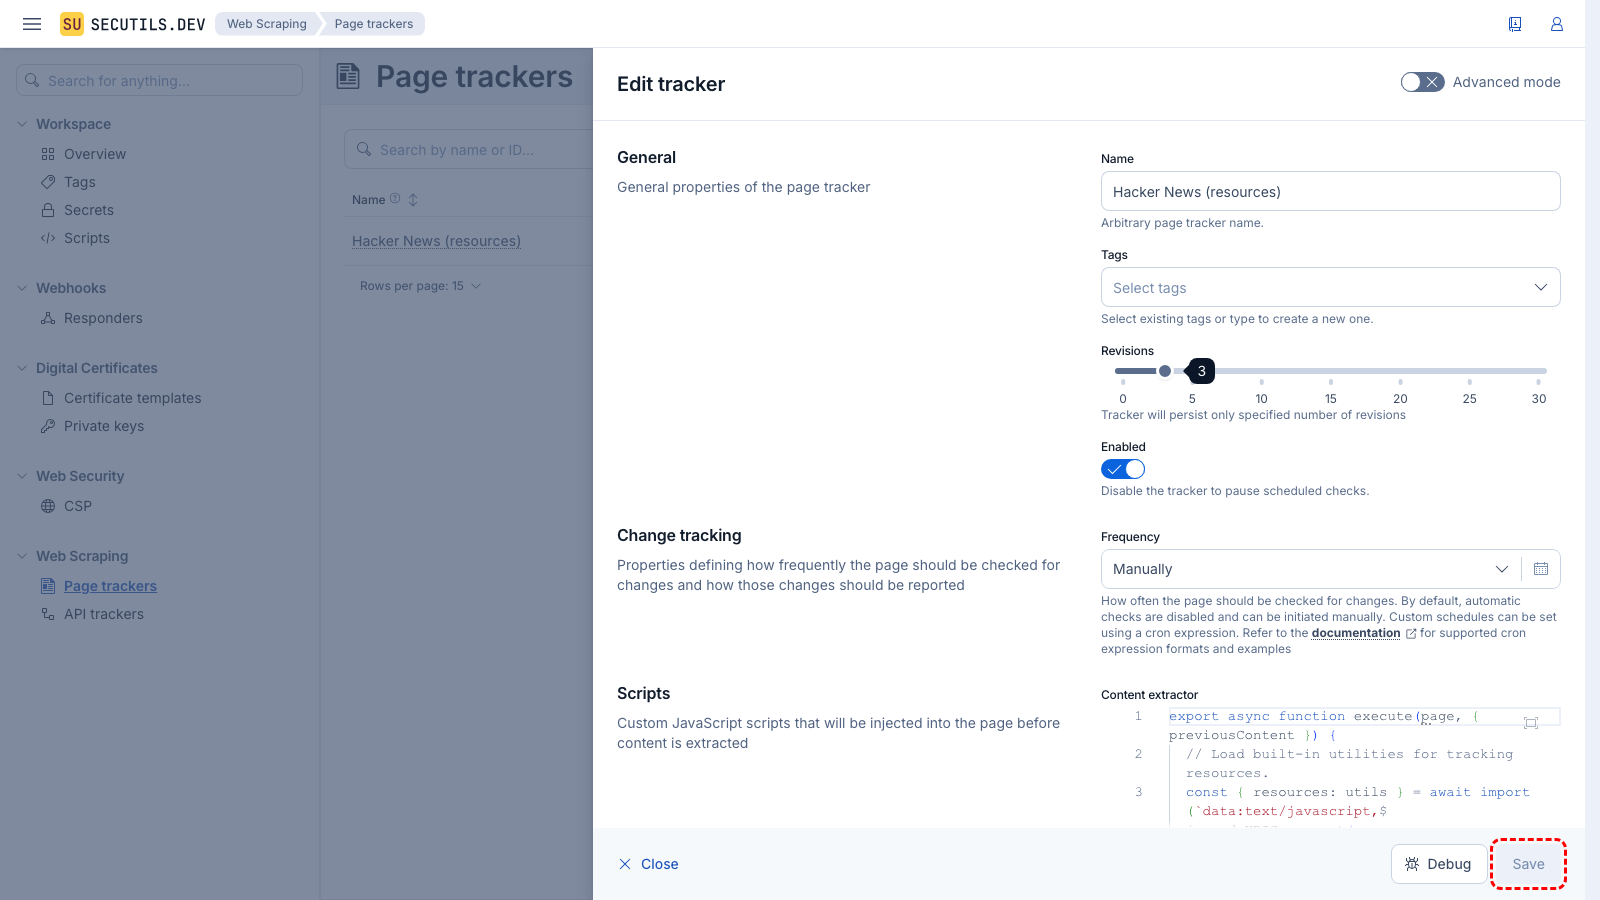 SU SECUTILS.DEV
Web Scraping
Page trackers
Search for anything...
Workspace
Overview
Tags
Secrets
Scripts
Webhooks
Responders
Digital Certificates
Certificate templates
Private keys
Web Security
CSP
Web Scraping
Page trackers
API trackers
Page trackers
Search by name or ID...
Name
Hacker News (resources)
Rows per page: 15
Edit tracker
Advanced mode
General
General properties of the page tracker
Name
Hacker News (resources)
Arbitrary page tracker name.
Tags
Select tags
Select existing tags or type to create a new one.
Revisions
3
0 5 10 15 20 25 30
Tracker will persist only specified number of revisions
Enabled
Disable the tracker to pause scheduled checks.
Change tracking
Properties defining how frequently the page should be checked for
changes and how those changes should be reported
Frequency
Manually
How often the page should be checked for changes. By default, automatic
checks are disabled and can be initiated manually. Custom schedules can be set
using a cron expression. Refer to the documentation for supported cron
expression formats and examples
Scripts
Custom JavaScript scripts that will be injected into the page before
content is extracted
Content extractor
1 export async function execute(page, {
previousContent }) {
2 // Load built-in utilities for tracking
resources.
3 const { resources: utils } = await import
(`data:text/javascript,$
Close
Debug
Save